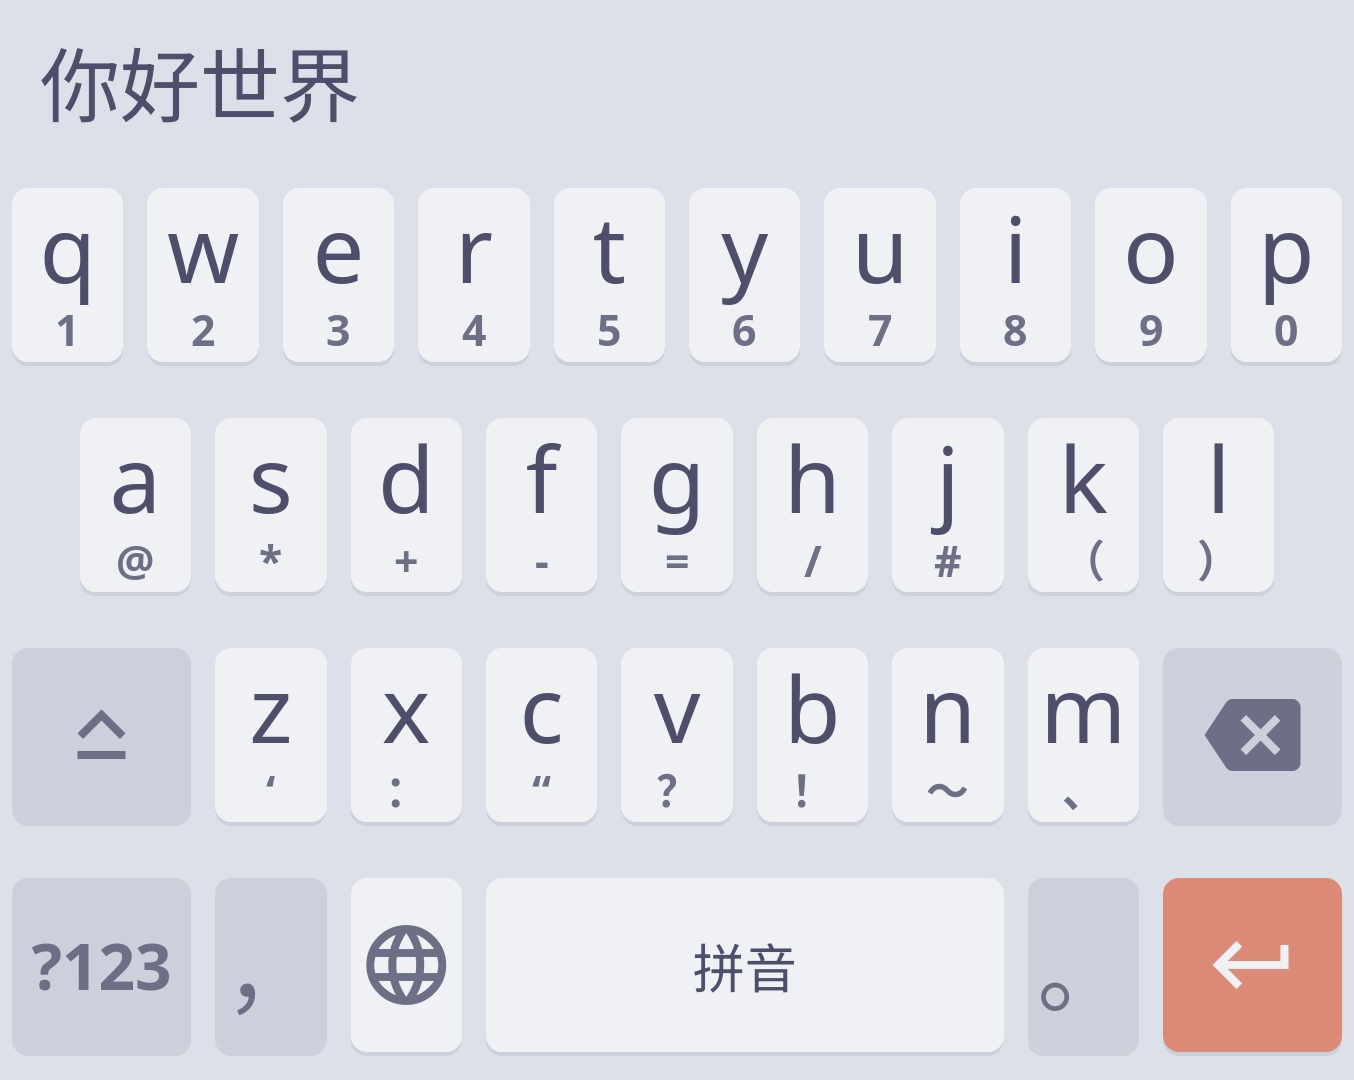 你好世界
q w e r t y u i o p
1 2 3 4 5 6 7 8 9 0
a s d f g h j k l
@ * + - = / # （ ）
z x c v b n m
‘ ： “ ？ ！ ～ 、
?123 ， 拼音 。